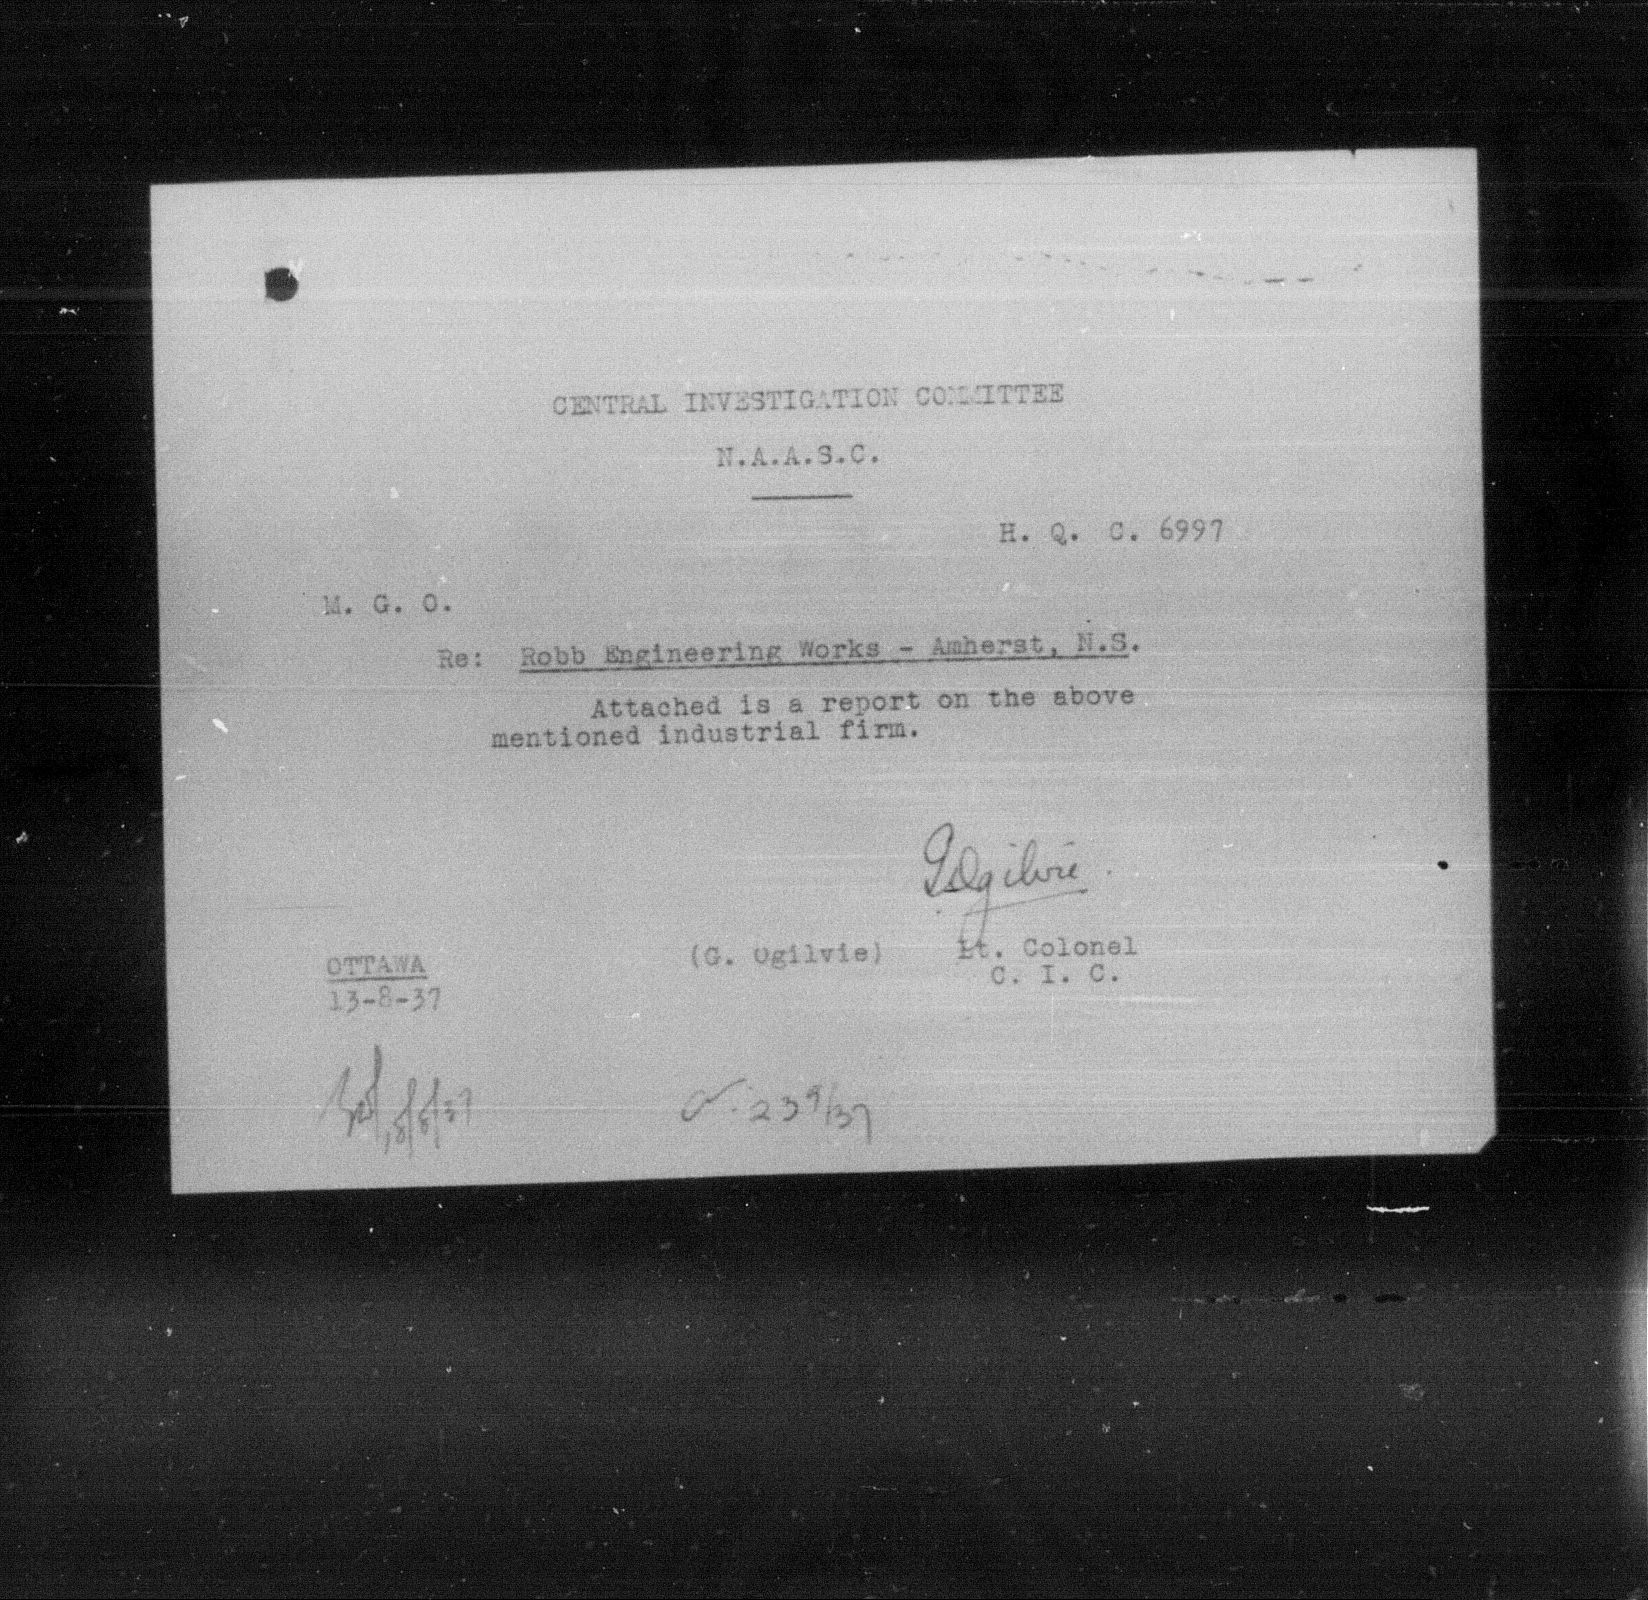 CENTRAL INVESTIGATION COMMITTEE
N.A.A.S.C.
H. Q. C. 6997
M. G. O.
Re: Robb Engineering Works - Amherst, N.S.
Attached is a report on the above
mentioned industrial firm.
GOgilvie
(G. Ogilvie) Lt. Colonel
C. I. C.
OTTAWA
13-8-37